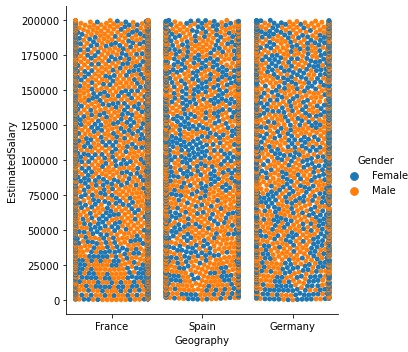 200000
175000
150000
125000
100000
75000
50000
25000
0
EstimatedSalary
France
Spain
Germany
Geography
Gender
Female
Male